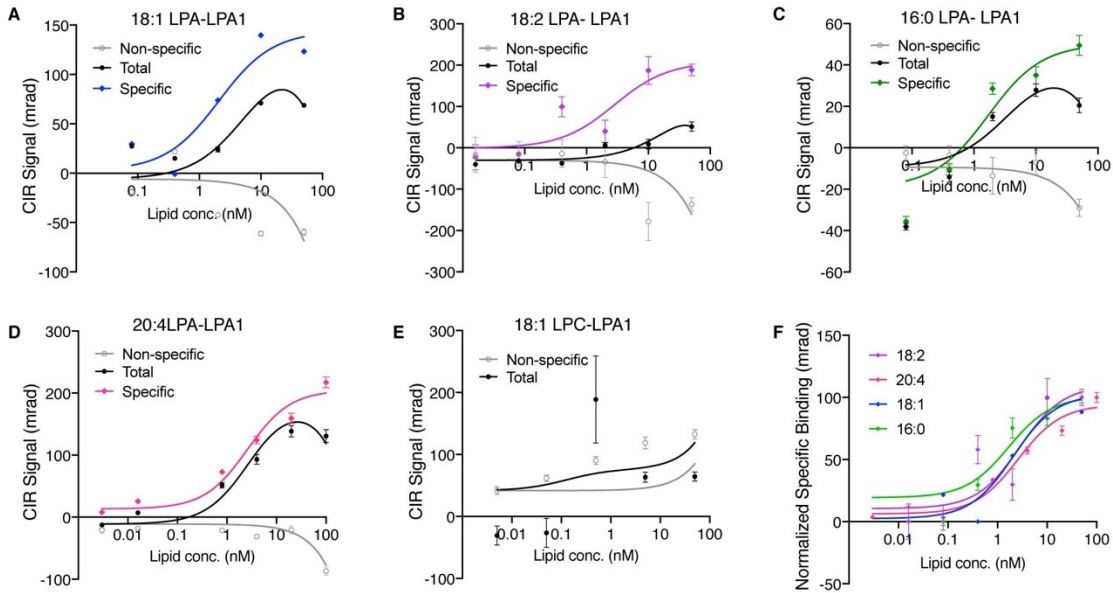 A
18:1 LPA-LPA1
150
100
50
0
-50
-100
CIR Signal (mrad)
Non-specific
Total
Specific
0.1
1
10
100
Lipid conc. (nM)
B
18:2 LPA- LPA1
300
200
100
0
-100
-200
-300
CIR Signal (mrad)
Non-specific
Total
Specific
0.1
1
10
100
Lipid conc. (nM)
C
16:0 LPA- LPA1
60
40
20
0
-20
-40
-60
CIR Signal (mrad)
Non-specific
Total
Specific
0.1
1
10
100
Lipid conc. (nM)
D
20:4LPA-LPA1
300
200
100
0
-100
CIR Signal (mrad)
Non-specific
Total
Specific
0.01
0.1
1
10
100
Lipid conc. (nM)
E
18:1 LPC-LPA1
300
200
100
0
-100
CIR Signal (mrad)
Non-specific
Total
0.01
0.1
1
10
100
Lipid conc. (nM)
F
150
100
50
0
-50
Normalized Specific Binding (mrad)
18:2
20:4
18:1
16:0
0.01
0.1
1
10
100
Lipid conc. (nM)